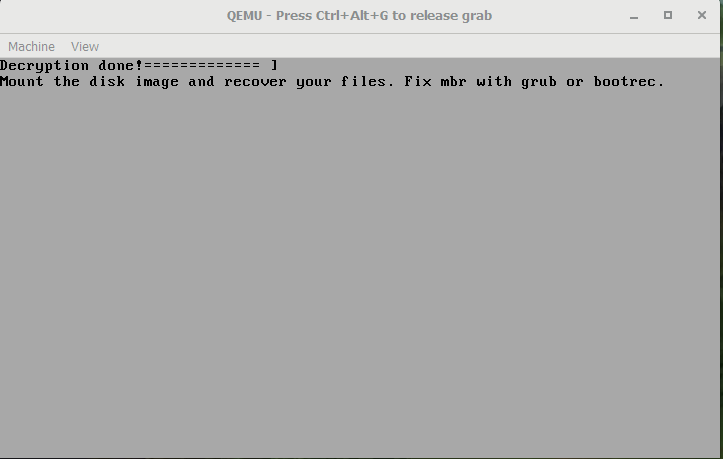 QEMU - Press Ctrl+Alt+G to release grab
Machine View
Decryption done!============= ]
Mount the disk image and recover your files. Fix mbr with grub or bootrec.